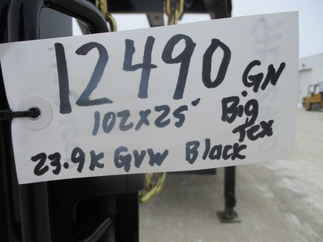 12490 GN
102x25' Big Tex
23.9K GVW Black